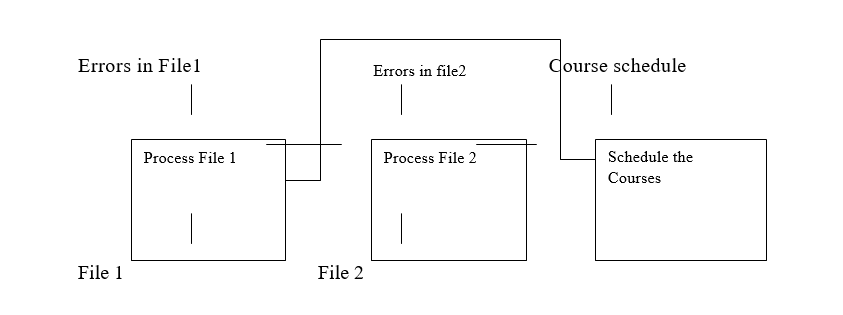 Errors in File1
Errors in file2
Course schedule
Process File 1
Process File 2
Schedule the
Courses
File 1
File 2